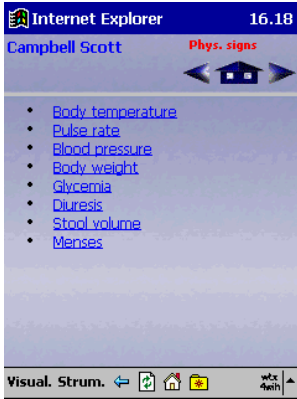 Internet Explorer 16.18
Campbell Scott Phys. signs
Body temperature
Pulse rate
Blood pressure
Body weight
Glycemia
Diuresis
Stool volume
Menses
Visual. Strum.